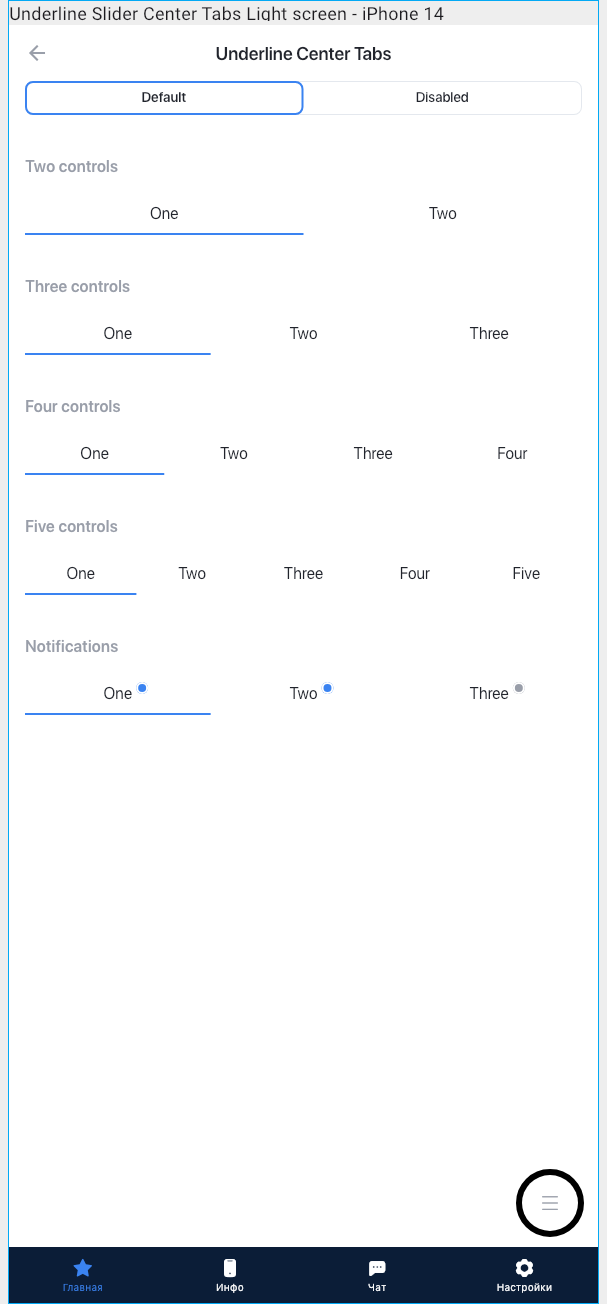 Underline Slider Center Tabs Light screen - iPhone 14
Underline Center Tabs
Default Disabled
Two controls
One Two
Three controls
One Two Three
Four controls
One Two Three Four
Five controls
One Two Three Four Five
Notifications
One Two Three
Главная Инфо Чат Настройки